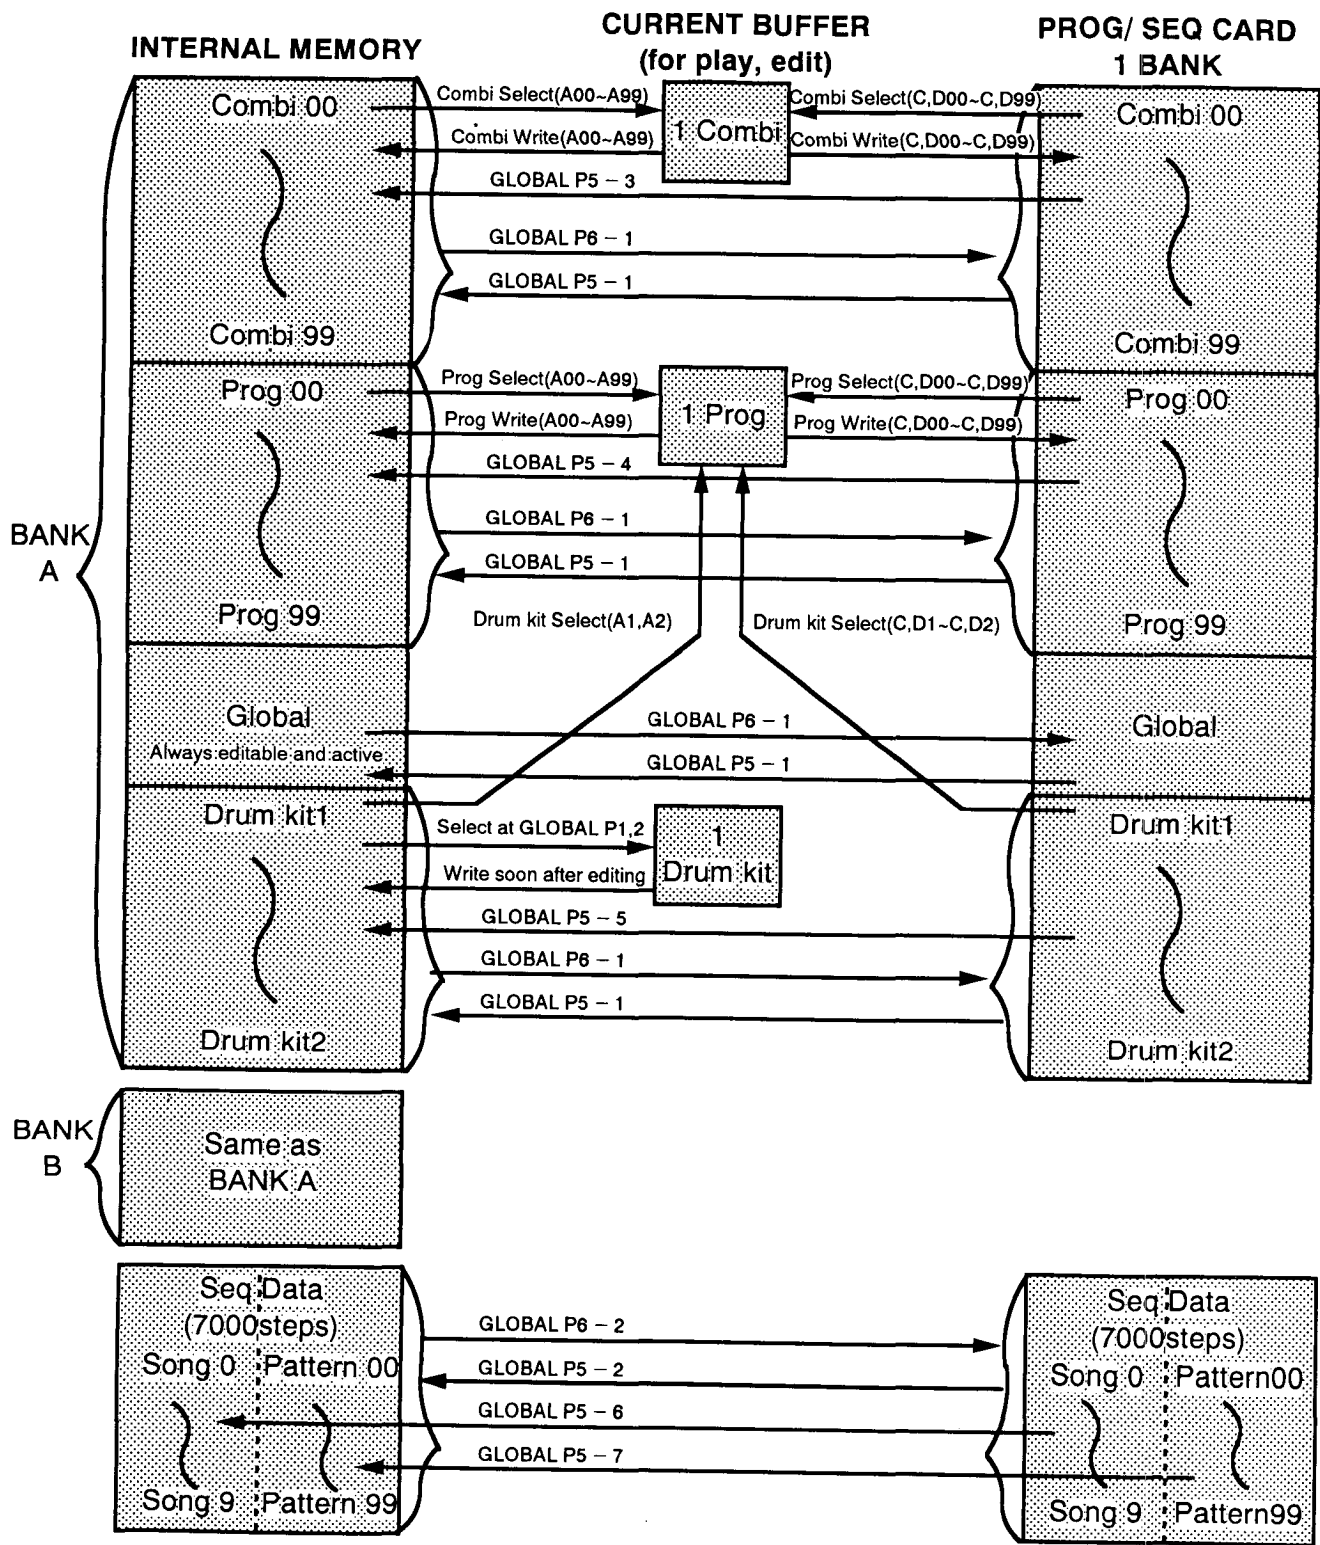 INTERNAL MEMORY
CURRENT BUFFER
(for play, edit)
PROG/ SEQ CARD
1 BANK
Combi 00
Combi Select(A00~A99)
1 Combi
Combi Select(C,D00~C,D99)
Combi 00
Combi Write(A00~A99)
Combi Write(C,D00~C,D99)
GLOBAL P5 – 3
GLOBAL P6 – 1
GLOBAL P5 – 1
Combi 99
Combi 99
Prog 00
Prog Select(A00~A99)
1 Prog
Prog Select(C,D00~C,D99)
Prog 00
Prog Write(A00~A99)
Prog Write(C,D00~C,D99)
GLOBAL P5 – 4
GLOBAL P6 – 1
BANK
A
GLOBAL P5 – 1
Prog 99
Drum kit Select(A1,A2)
Drum kit Select(C,D1~C,D2)
Prog 99
Global
Always editable and active
GLOBAL P6 – 1
GLOBAL P5 – 1
Global
Drum kit1
Select at GLOBAL P1,2
1
Drum kit
Drum kit1
Write soon after editing
GLOBAL P5 – 5
GLOBAL P6 – 1
GLOBAL P5 – 1
Drum kit2
Drum kit2
BANK
B
Same as
BANK A
Seq Data
(7000steps)
Song 0
Pattern 00
GLOBAL P6 – 2
GLOBAL P5 – 2
GLOBAL P5 – 6
GLOBAL P5 – 7
Song 9
Pattern 99
Seq Data
(7000steps)
Song 0
Pattern00
Song 9
Pattern99